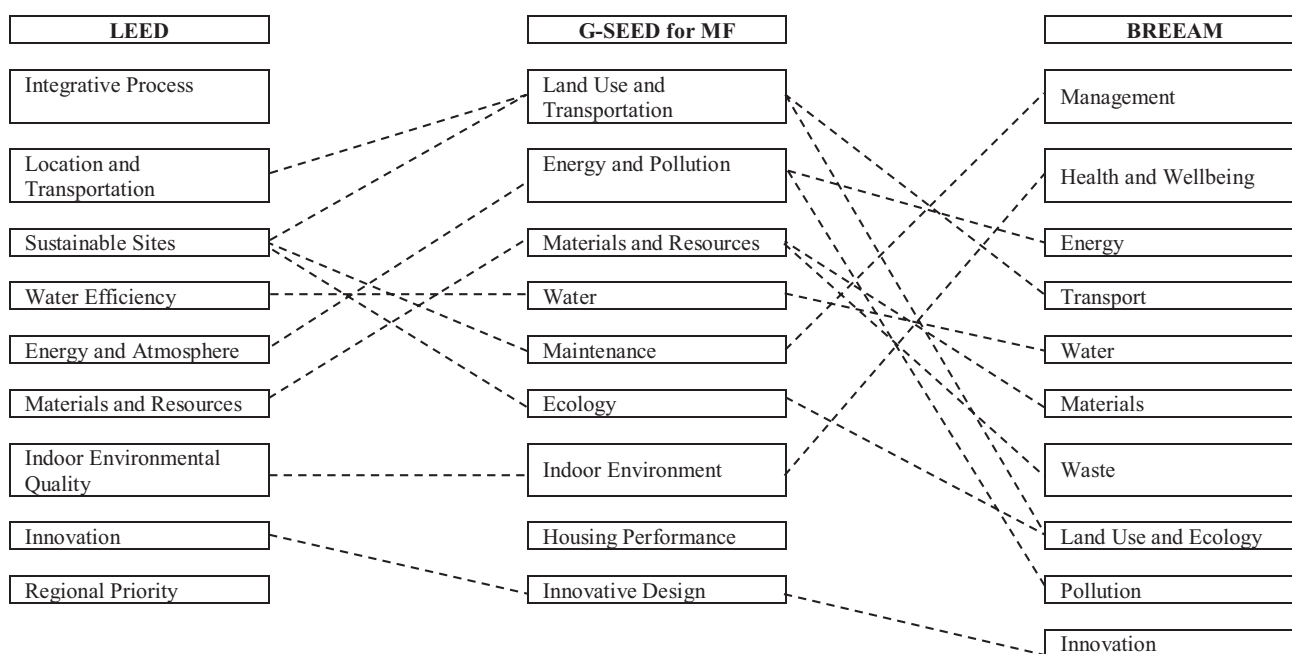 LEED
Integrative Process
Location and
Transportation
Sustainable Sites
Water Efficiency
Energy and Atmosphere
Materials and Resources
Indoor Environmental
Quality
Innovation
Regional Priority
G-SEED for MF
Land Use and
Transportation
Energy and Pollution
Materials and Resources
Water
Maintenance
Ecology
Indoor Environment
Housing Performance
Innovative Design
BREEAM
Management
Health and Wellbeing
Energy
Transport
Water
Materials
Waste
Land Use and Ecology
Pollution
Innovation